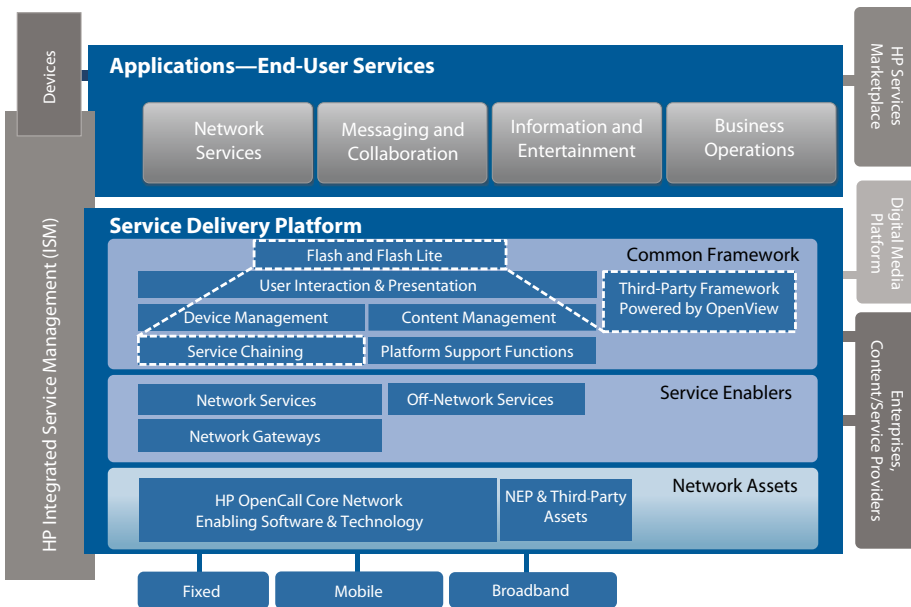 Devices
HP Integrated Service Management (ISM)
Applications—End-User Services
Network
Services
Messaging and
Collaboration
Information and
Entertainment
Business
Operations
Service Delivery Platform
Common Framework
Flash and Flash Lite
User Interaction & Presentation
Third-Party Framework
Powered by OpenView
Device Management
Content Management
Service Chaining
Platform Support Functions
Service Enablers
Network Services
Off-Network Services
Network Gateways
Network Assets
HP OpenCall Core Network
Enabling Software & Technology
NEP & Third-Party
Assets
Fixed
Mobile
Broadband
HP Services
Marketplace
Digital Media
Platform
Enterprises,
Content/Service Providers